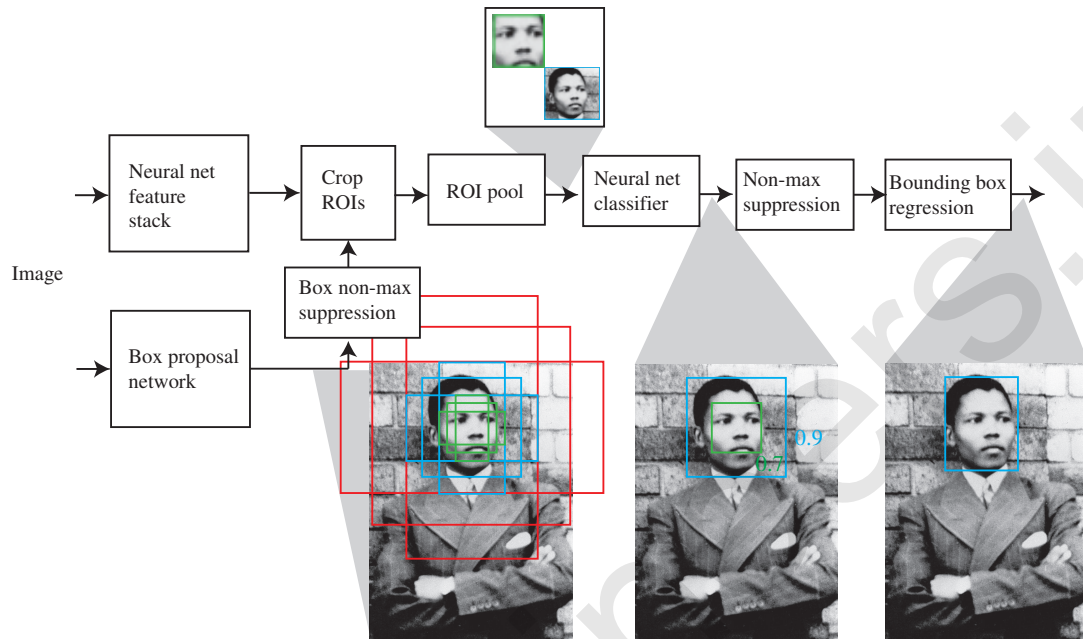 Neural net
feature
stack
Crop
ROIs
ROI pool
Neural net
classifier
Non-max
suppression
Bounding box
regression
Image
Box non-max
suppression
Box proposal
network
0.9
0.7